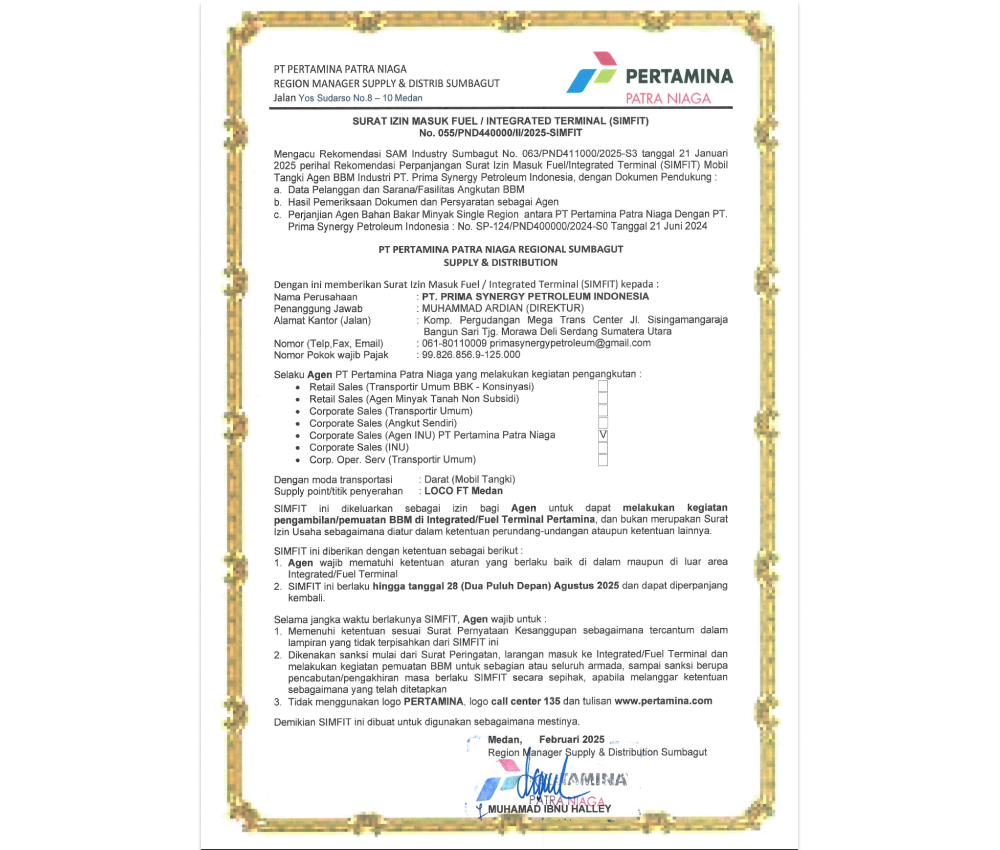 PT PERTAMINA PATRA NIAGA
REGION MANAGER SUPPLY & DISTRIB SUMBAGUT
Jalan Yos Sudarso No.8 – 10 Medan
PERTAMINA
PATRA NIAGA
SURAT IZIN MASUK FUEL / INTEGRATED TERMINAL (SIMFIT)
No. 055/PND440000/II/2025-SIMFIT
Mengacu Rekomendasi SAM Industry Sumbagut No. 063/PND411000/2025-S3 tanggal 21 Januari
2025 perihal Rekomendasi Perpanjangan Surat Izin Masuk Fuel/Integrated Terminal (SIMFIT) Mobil
Tangki Agen BBM Industri PT. Prima Synergy Petroleum Indonesia, dengan Dokumen Pendukung :
a. Data Pelanggan dan Sarana/Fasilitas Angkutan BBM
b. Hasil Pemeriksaan Dokumen dan Persyaratan sebagai Agen
c. Perjanjian Agen Bahan Bakar Minyak Single Region antara PT Pertamina Patra Niaga Dengan PT.
Prima Synergy Petroleum Indonesia : No. SP-124/PND400000/2024-S0 Tanggal 21 Juni 2024
PT PERTAMINA PATRA NIAGA REGIONAL SUMBAGUT
SUPPLY & DISTRIBUTION
Dengan ini memberikan Surat Izin Masuk Fuel / Integrated Terminal (SIMFIT) kepada :
Nama Perusahaan : PT. PRIMA SYNERGY PETROLEUM INDONESIA
Penanggung Jawab : MUHAMMAD ARDIAN (DIREKTUR)
Alamat Kantor (Jalan) : Komp. Pergudangan Mega Trans Center Jl. Sisingamangaraja
Bangun Sari Tjg. Morawa Deli Serdang Sumatera Utara
Nomor (Telp,Fax, Email) : 061-80110009 primasynergypetroleum@gmail.com
Nomor Pokok wajib Pajak : 99.826.856.9-125.000
Selaku Agen PT Pertamina Patra Niaga yang melakukan kegiatan pengangkutan :
• Retail Sales (Transportir Umum BBK - Konsinyasi)
• Retail Sales (Agen Minyak Tanah Non Subsidi)
• Corporate Sales (Transportir Umum)
• Corporate Sales (Angkut Sendiri)
• Corporate Sales (Agen INU) PT Pertamina Patra Niaga V
• Corporate Sales (INU)
• Corp. Oper. Serv (Transportir Umum)
Dengan moda transportasi : Darat (Mobil Tangki)
Supply point/titik penyerahan : LOCO FT Medan
SIMFIT ini dikeluarkan sebagai izin bagi Agen untuk dapat melakukan kegiatan
pengambilan/pemuatan BBM di Integrated/Fuel Terminal Pertamina, dan bukan merupakan Surat
Izin Usaha sebagaimana diatur dalam ketentuan perundang-undangan ataupun ketentuan lainnya.
SIMFIT ini diberikan dengan ketentuan sebagai berikut :
1. Agen wajib mematuhi ketentuan aturan yang berlaku baik di dalam maupun di luar area
Integrated/Fuel Terminal
2. SIMFIT ini berlaku hingga tanggal 28 (Dua Puluh Depan) Agustus 2025 dan dapat diperpanjang
kembali.
Selama jangka waktu berlakunya SIMFIT, Agen wajib untuk :
1. Memenuhi ketentuan sesuai Surat Pernyataan Kesanggupan sebagaimana tercantum dalam
lampiran yang tidak terpisahkan dari SIMFIT ini
2. Dikenakan sanksi mulai dari Surat Peringatan, larangan masuk ke Integrated/Fuel Terminal dan
melakukan kegiatan pemuatan BBM untuk sebagian atau seluruh armada, sampai sanksi berupa
pencabutan/pengakhiran masa berlaku SIMFIT secara sepihak, apabila melanggar ketentuan
sebagaimana yang telah ditetapkan
3. Tidak menggunakan logo PERTAMINA, logo call center 135 dan tulisan www.pertamina.com
Demikian SIMFIT ini dibuat untuk digunakan sebagaimana mestinya.
Medan, Februari 2025
Region Manager Supply & Distribution Sumbagut
PERTAMINA
PATRA NIAGA
MUHAMAD IBNU HALLEY